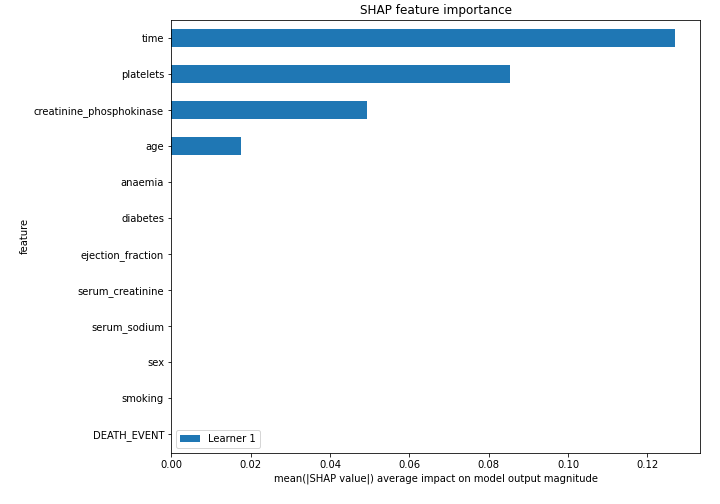 SHAP feature importance
time
platelets
creatinine_phosphokinase
age
anaemia
diabetes
ejection_fraction
serum_creatinine
serum_sodium
sex
smoking
DEATH_EVENT
feature
Learner 1
0.00 0.02 0.04 0.06 0.08 0.10 0.12
mean(|SHAP value|) average impact on model output magnitude